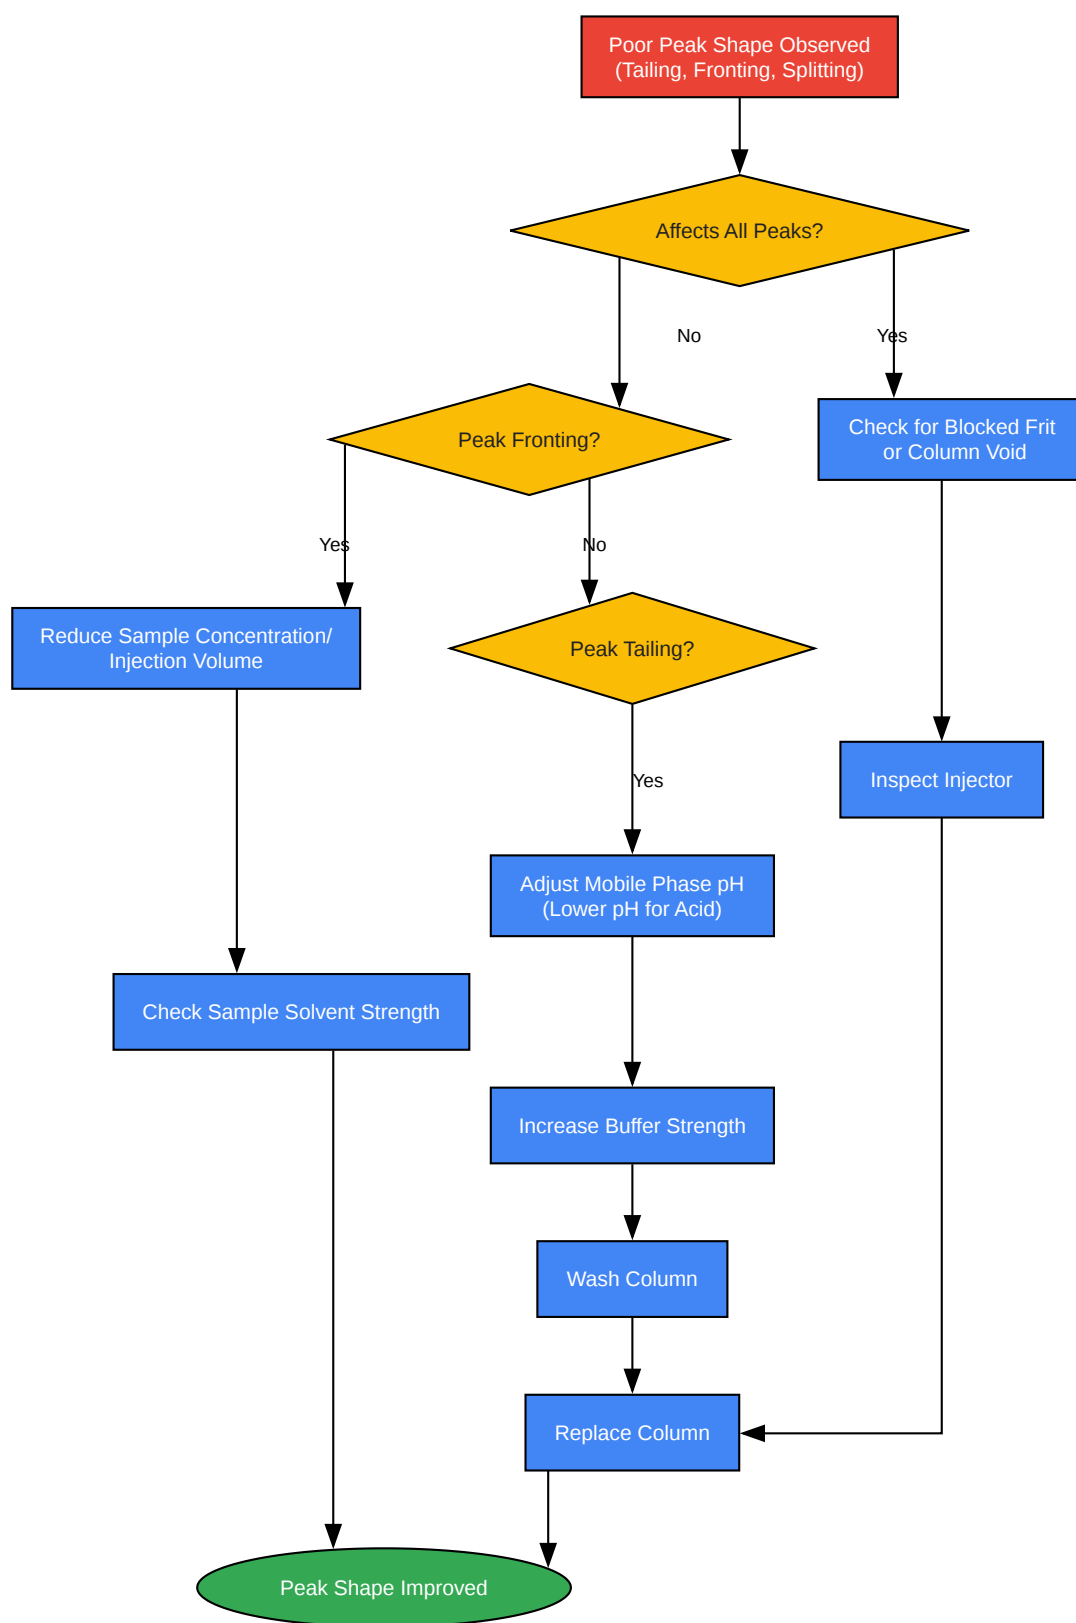 Poor Peak Shape Observed
(Tailing, Fronting, Splitting)
Affects All Peaks?
No
Yes
Check for Blocked Frit
or Column Void
Peak Fronting?
Yes
No
Reduce Sample Concentration/
Injection Volume
Peak Tailing?
Yes
Inspect Injector
Adjust Mobile Phase pH
(Lower pH for Acid)
Check Sample Solvent Strength
Increase Buffer Strength
Wash Column
Replace Column
Peak Shape Improved